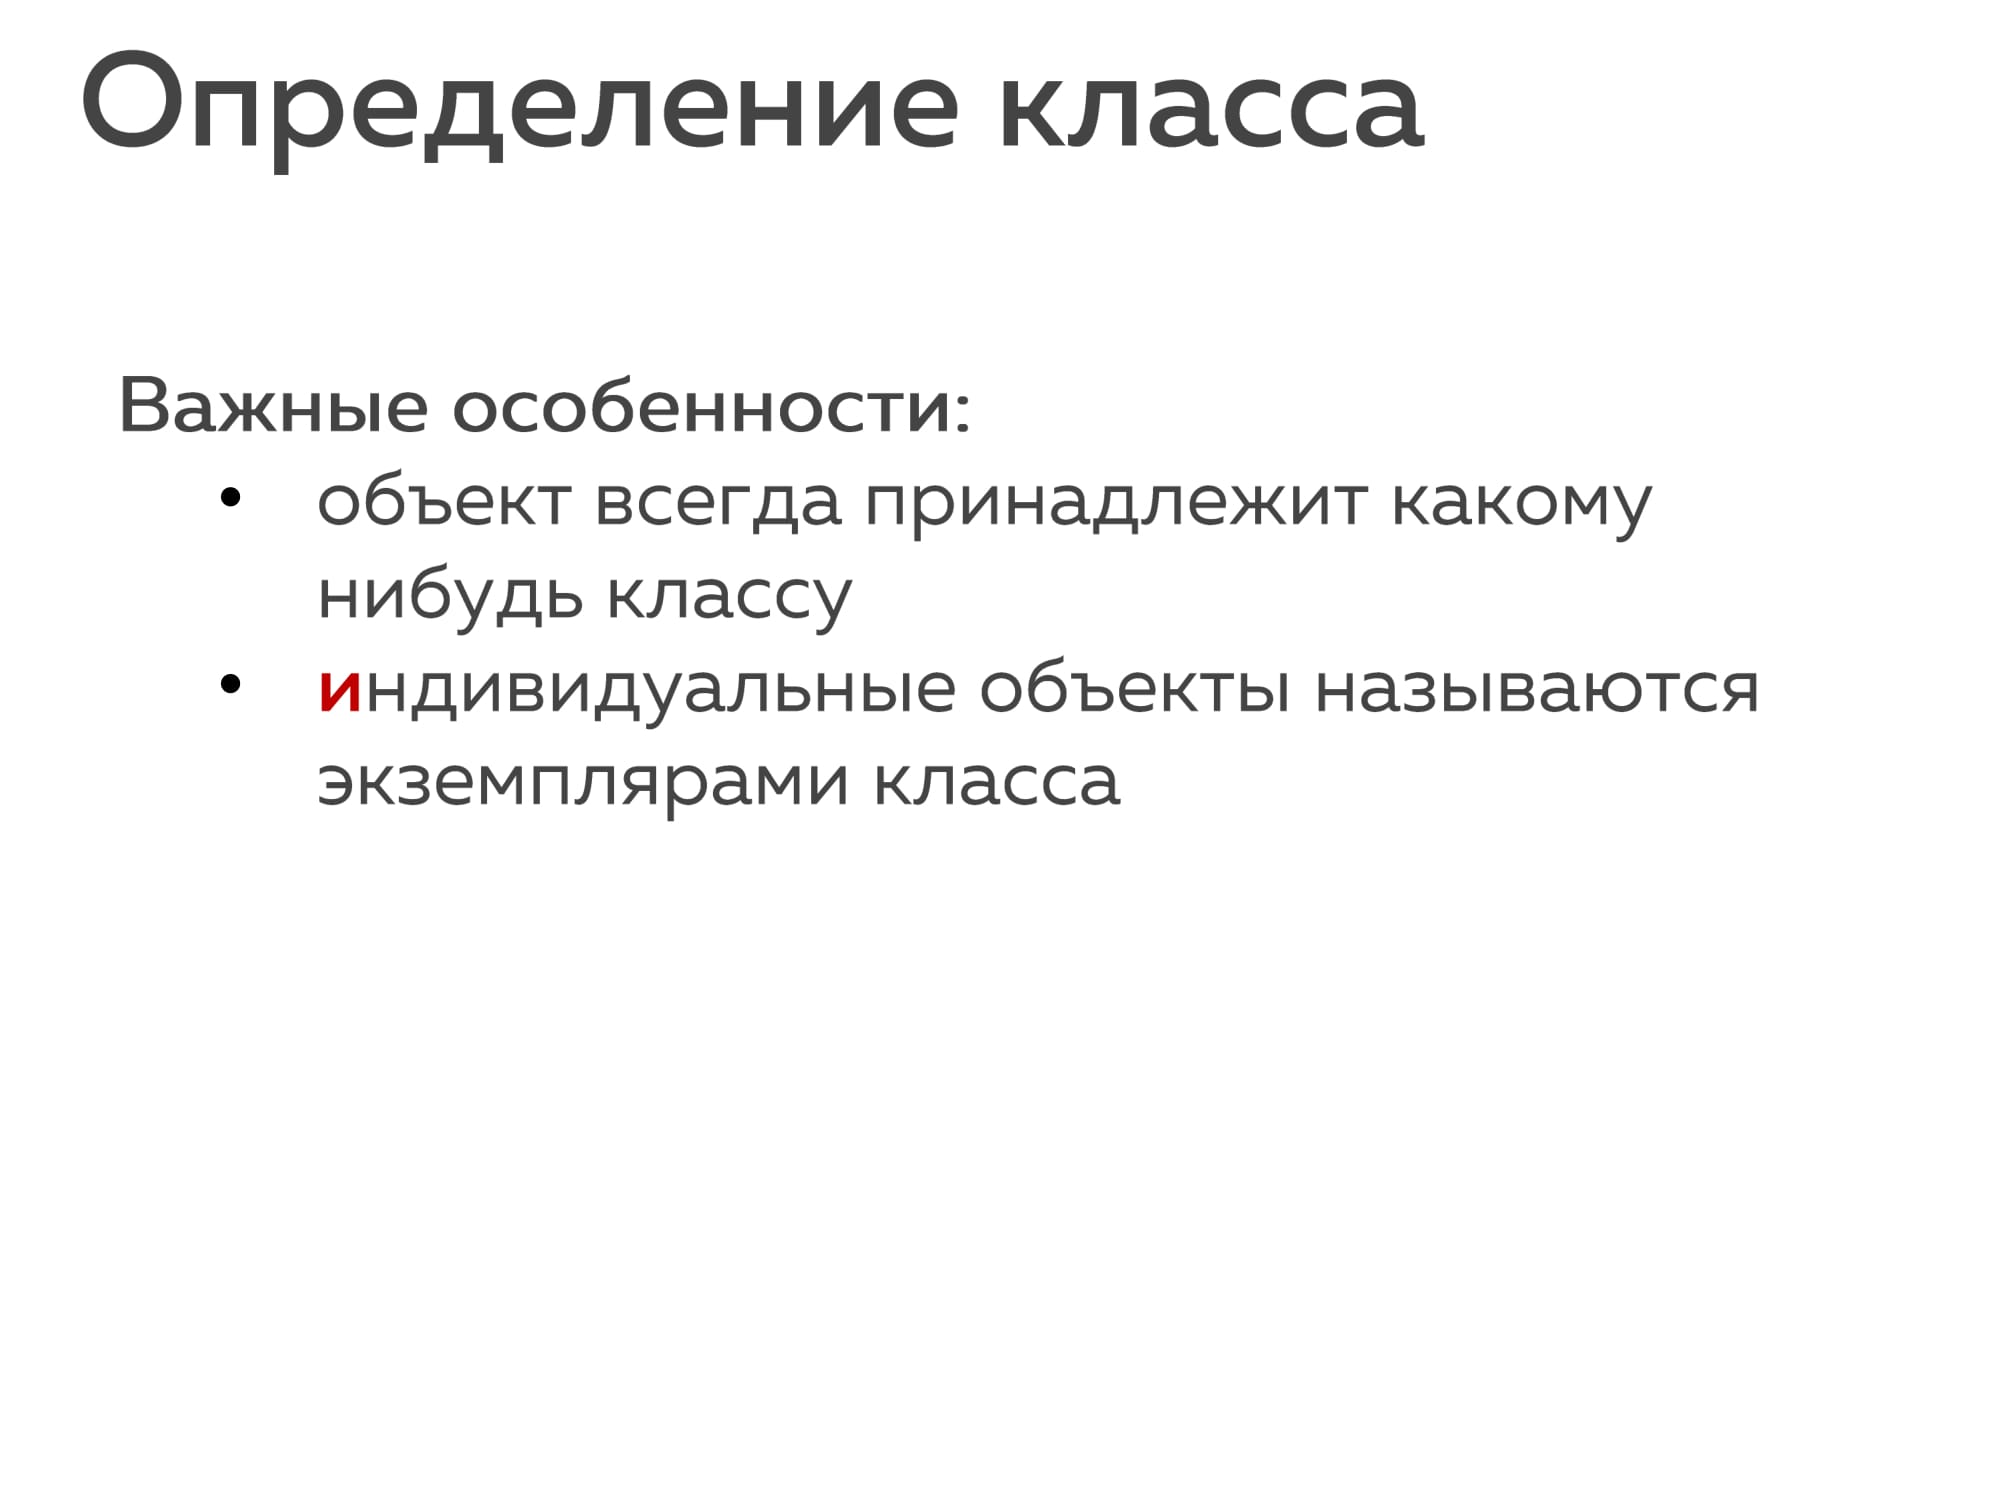 Определение класса
Важные особенности:
• объект всегда принадлежит какому
нибудь классу
• индивидуальные объекты называются
экземплярами класса